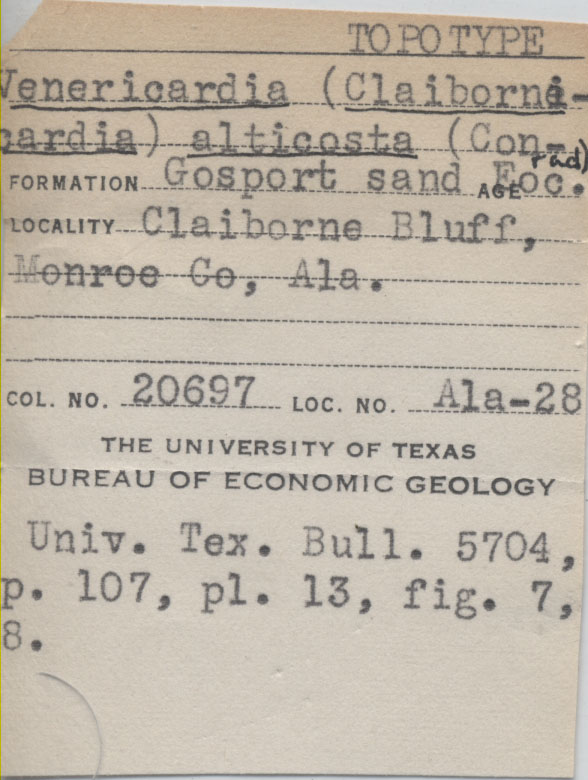 TOPOTYPE
Venericardia (Claiborni-
cardia) alticosta (Con-
rad)
FORMATION Gosport sand AGE Eoc.
LOCALITY Claiborne Bluff,
Monroe Co, Ala.
COL. NO. 20697 LOC. NO. Ala-28
THE UNIVERSITY OF TEXAS
BUREAU OF ECONOMIC GEOLOGY
Univ. Tex. Bull. 5704,
p. 107, pl. 13, fig. 7,
8.